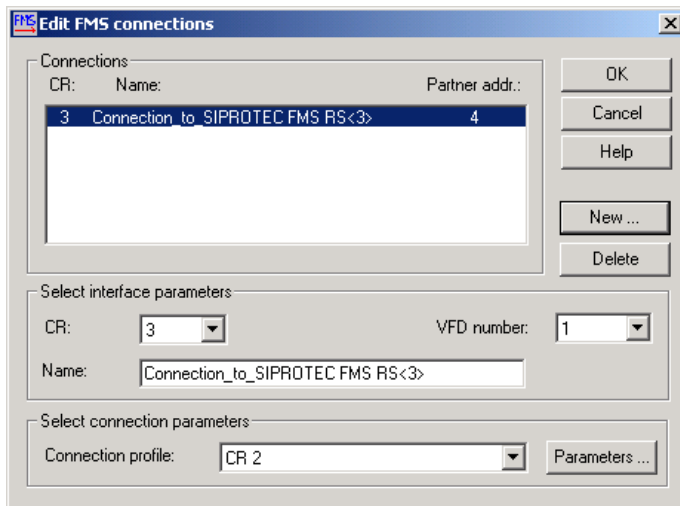 FMS Edit FMS connections
Connections
CR: Name: Partner addr.:
3 Connection_to_SIPROTEC FMS RS<3> 4
OK
Cancel
Help
New ...
Delete
Select interface parameters
CR: 3 VFD number: 1
Name: Connection_to_SIPROTEC FMS RS<3>
Select connection parameters
Connection profile: CR 2 Parameters ...